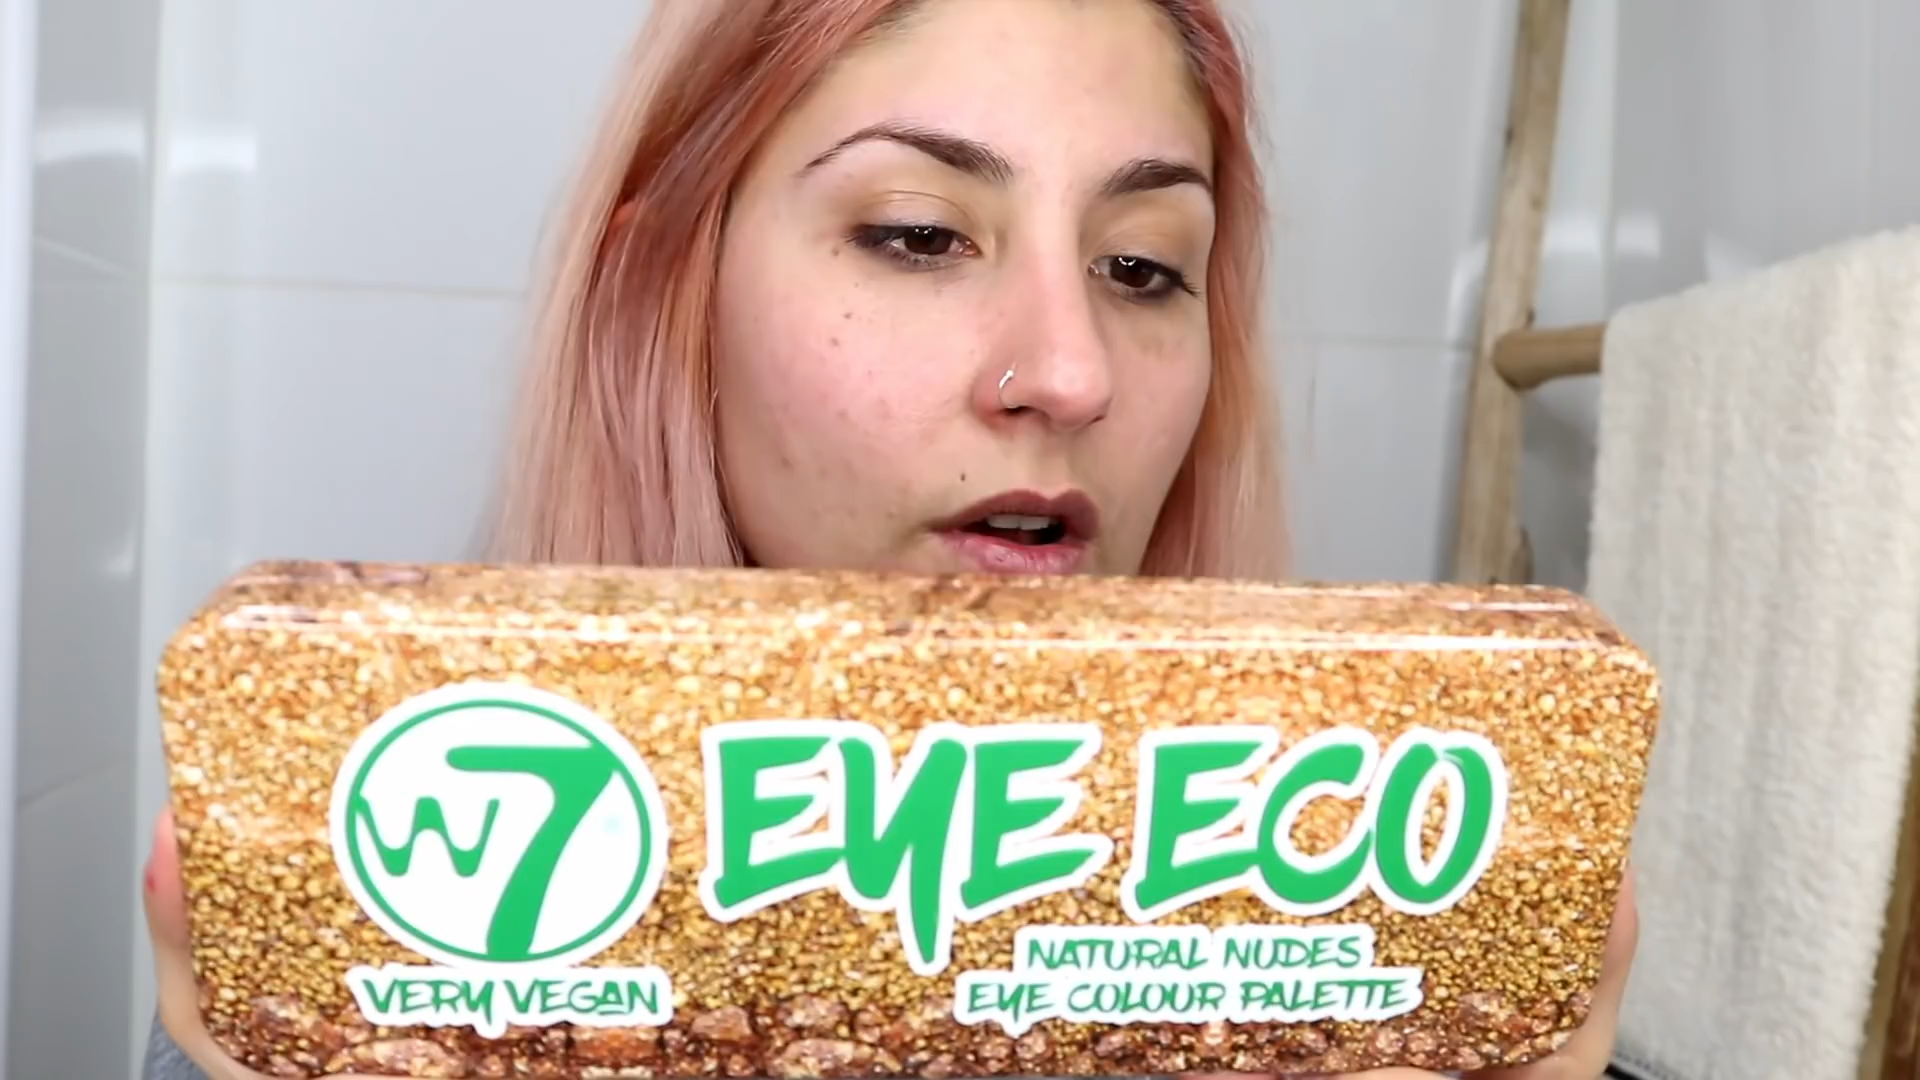 W7
VERY VEGAN
EYE ECO
NATURAL NUDES
EYE COLOUR PALETTE